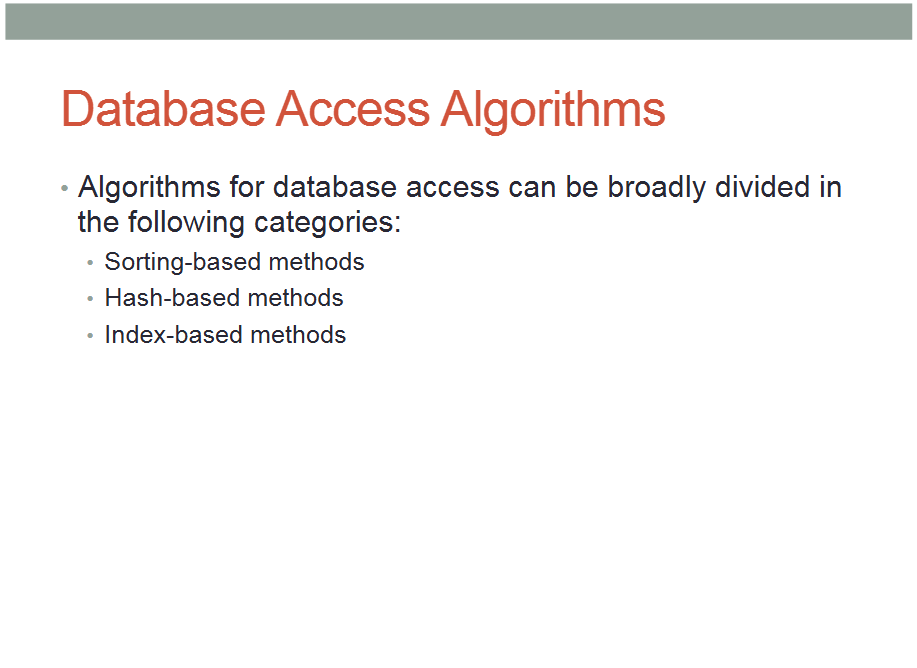 Database Access Algorithms
• Algorithms for database access can be broadly divided in
the following categories:
• Sorting-based methods
• Hash-based methods
• Index-based methods